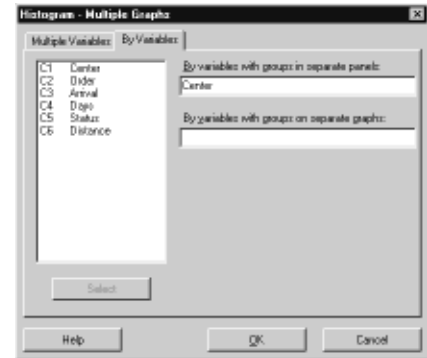 Histogram - Multiple Graphs
Multiple Variables
By Variables
C1 Center
C2 Order
C3 Arrival
C4 Days
C5 Status
C6 Distance
By variables with groups in separate panels:
Center
By variables with groups on separate graphs:
Select
Help
OK
Cancel